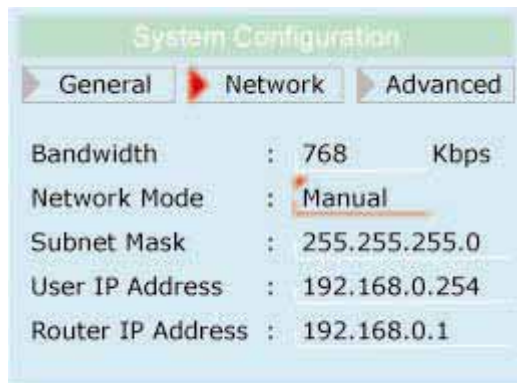 System Configuration
General Network Advanced
Bandwidth : 768 Kbps
Network Mode : Manual
Subnet Mask : 255.255.255.0
User IP Address : 192.168.0.254
Router IP Address : 192.168.0.1